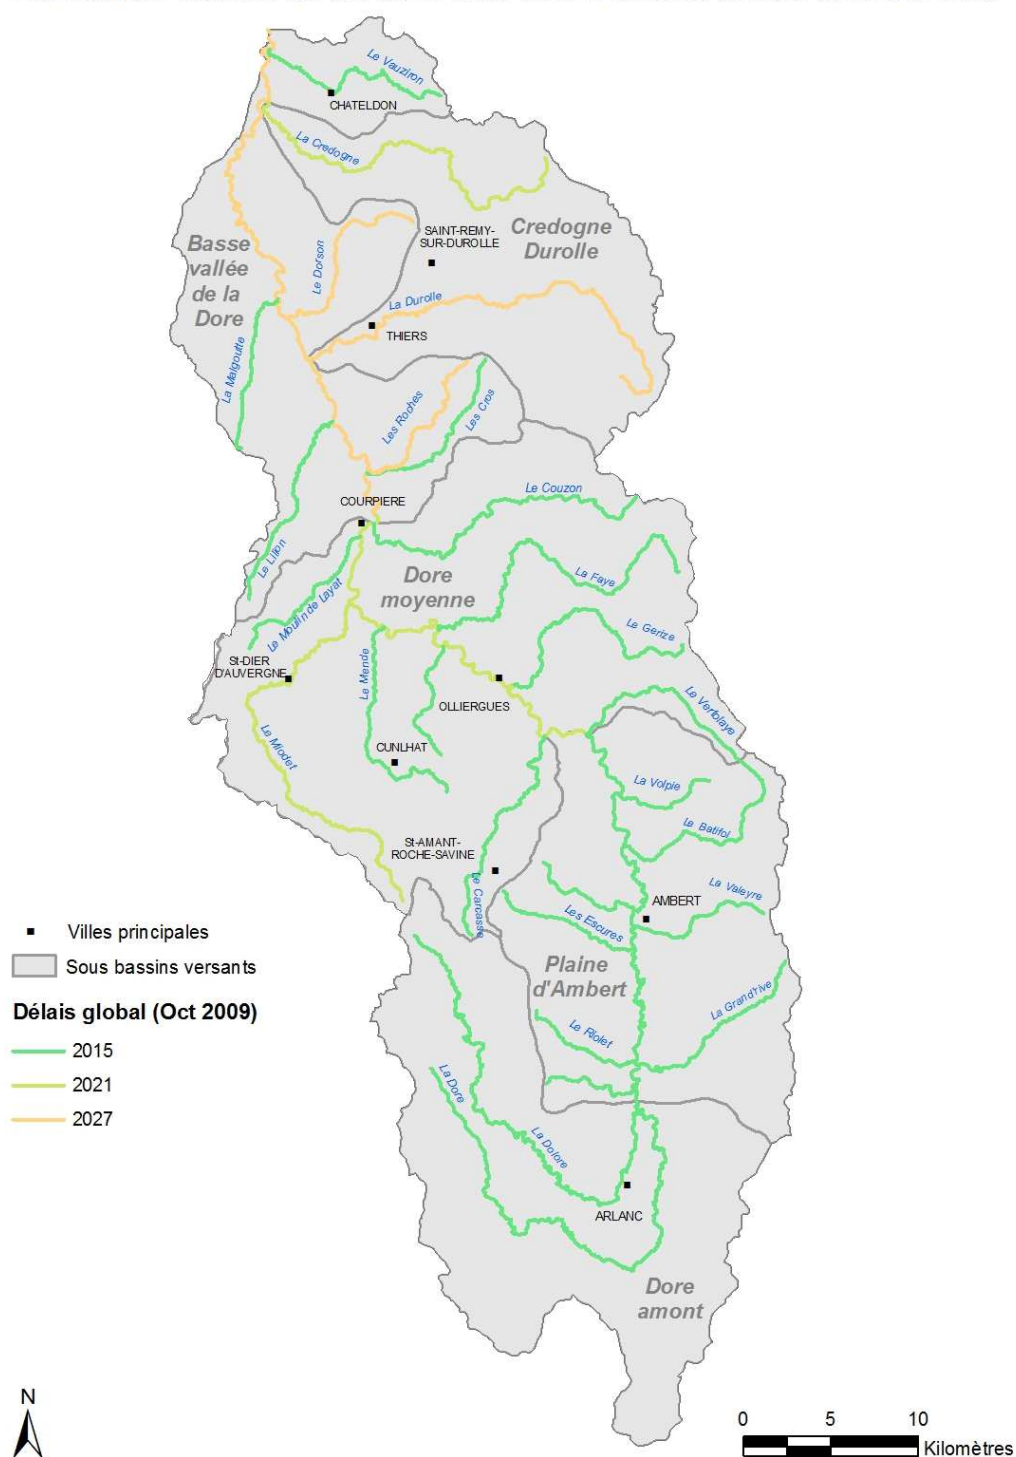 Le Vauziron
CHATELDON
La Credogne
SAINT-REMY-
SUR-DUROLLE
Credogne
Durolle
Basse
vallée
de la
Dore
Le Dorson
La Durolle
THIERS
La Malgoutte
Les Roches
Les Cros
COURPIERE
Le Couzon
Le Lilion
Dore
moyenne
La Faye
Le Moulin de Layat
Le Gerize
St-DIER
D'AUVERGNE
Le Mende
OLLIERGUES
Le Vertolaye
Le Miodet
CUNLHAT
La Volpie
Le Batifol
St-AMANT-
ROCHE-SAVINE
Le Carcasse
La Valeyre
AMBERT
Les Escures
Plaine
d'Ambert
La Grand'rive
Le Riolet
La Dore
La Dolore
ARLANC
Dore
amont
Villes principales
Sous bassins versants
Délais global (Oct 2009)
2015
2021
2027
N
0 5 10
Kilomètres